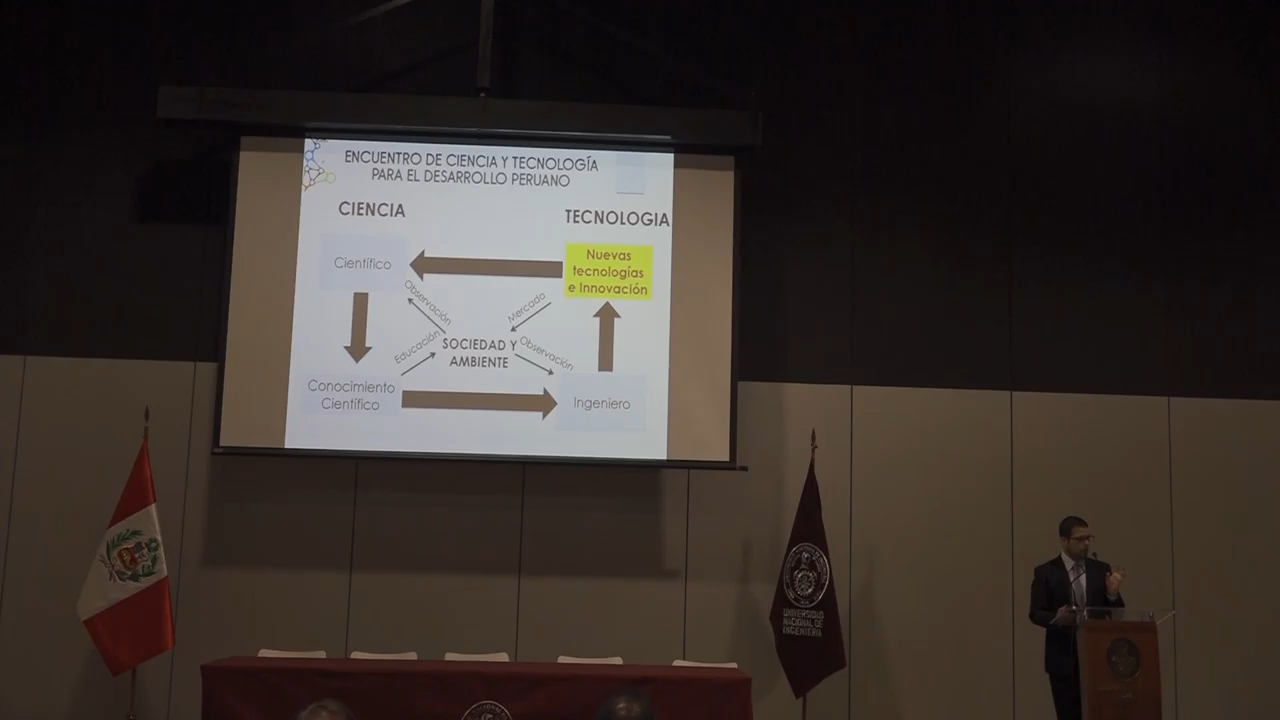 ENCUENTRO DE CIENCIA Y TECNOLOGÍA
PARA EL DESARROLLO PERUANO
CIENCIA
TECNOLOGIA
Científico
Nuevas
tecnologías
e Innovación
Observación
Mercado
Educación
SOCIEDAD Y
AMBIENTE
Observación
Conocimiento
Científico
Ingeniero
UNIVERSIDAD
NACIONAL DE
INGENIERIA